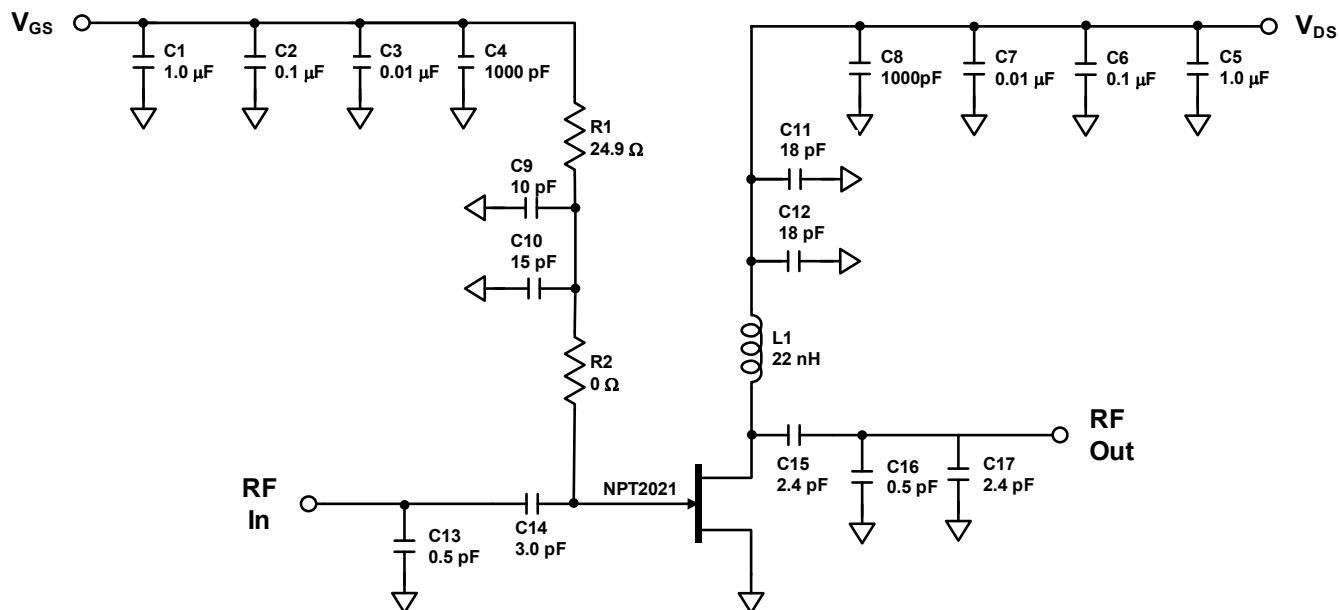 V_GS
C1
1.0 μF
C2
0.1 μF
C3
0.01 μF
C4
1000 pF
C8
1000pF
C7
0.01 μF
C6
0.1 μF
C5
1.0 μF
V_DS
R1
24.9 Ω
C9
10 pF
C10
15 pF
R2
0 Ω
C11
18 pF
C12
18 pF
L1
22 nH
RF
In
C13
0.5 pF
C14
3.0 pF
NPT2021
C15
2.4 pF
C16
0.5 pF
C17
2.4 pF
RF
Out